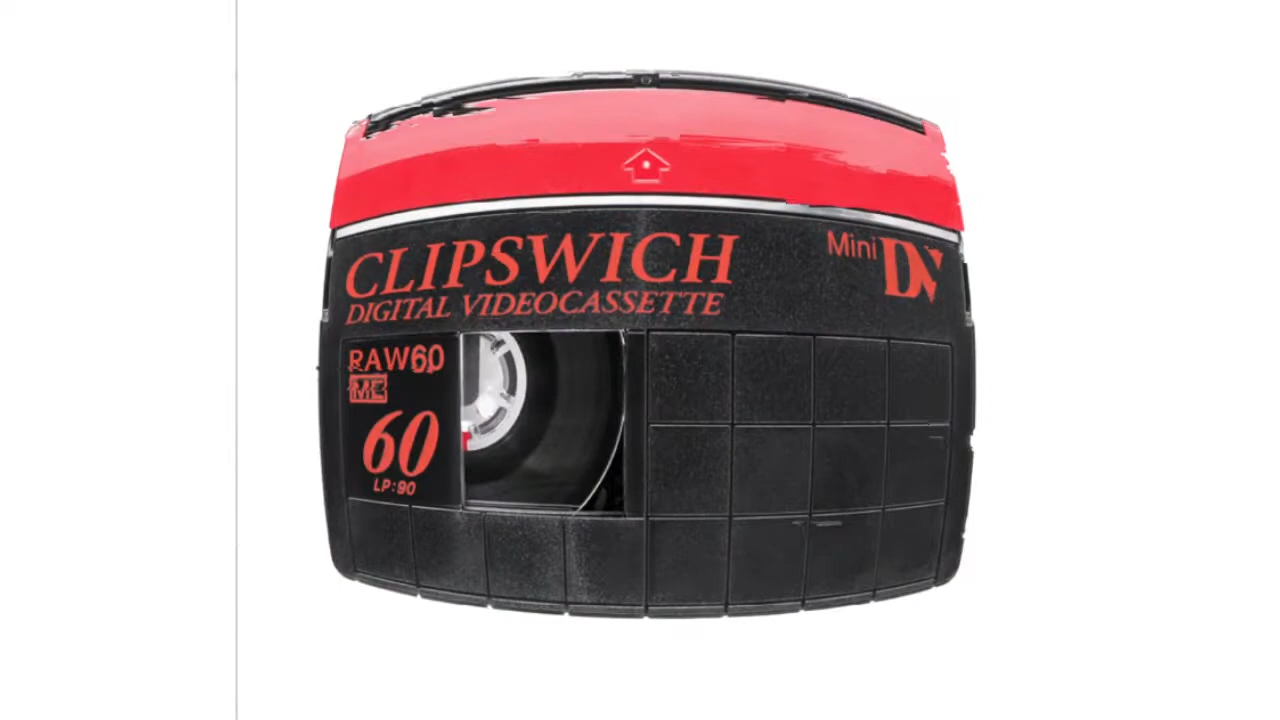 CLIPSWICH
Mini DV
DIGITAL VIDEOCASSETTE
RAW60
ME
60
LP:90